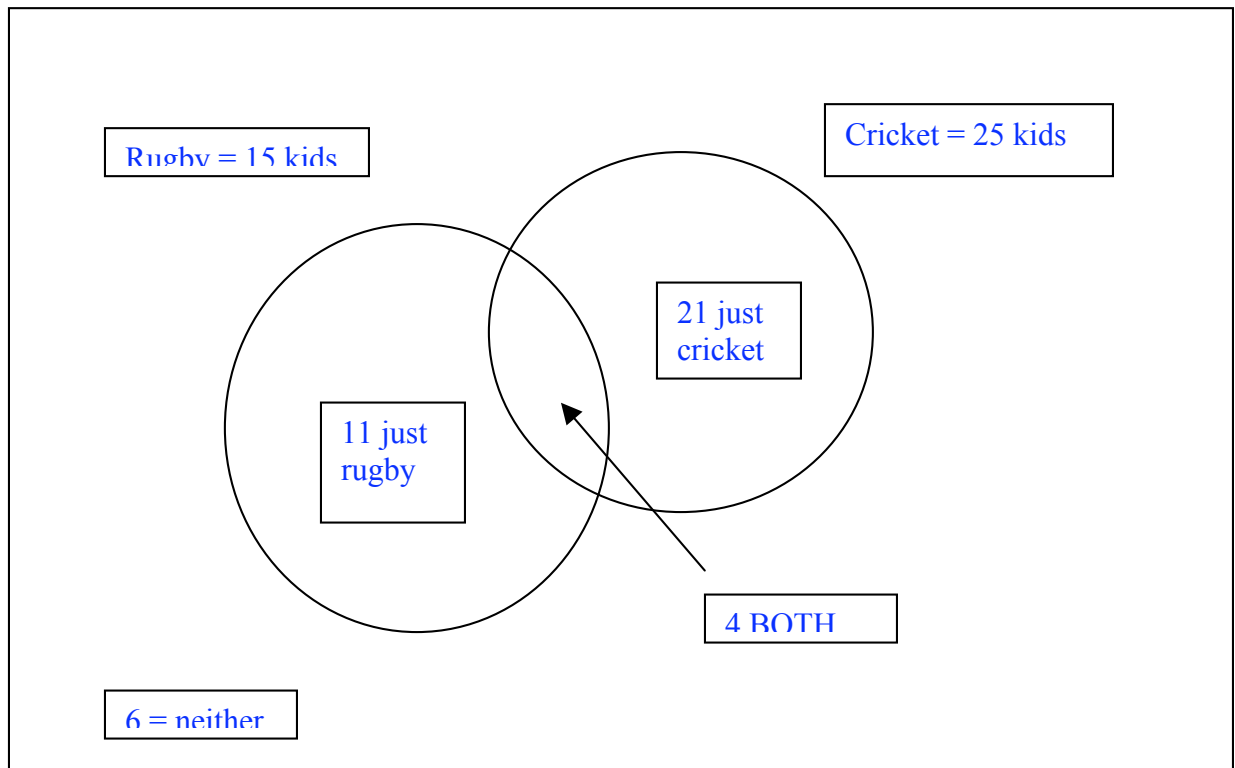 Rugby = 15 kids
Cricket = 25 kids
21 just
cricket
11 just
rugby
4 BOTH
6 = neither